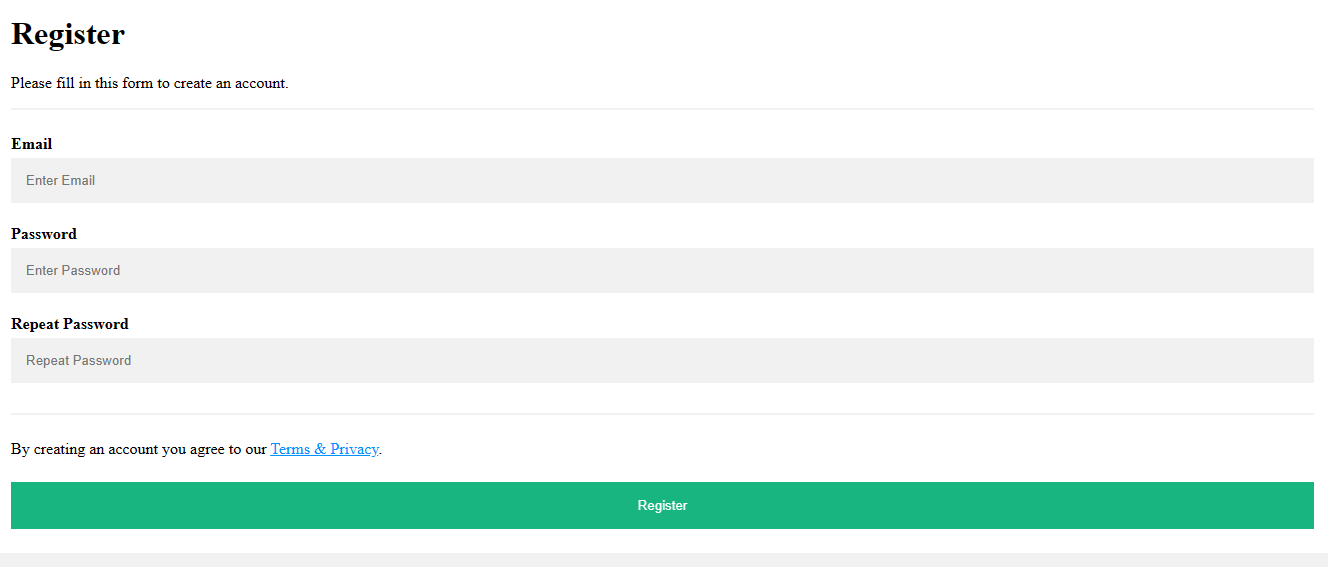 Register
Please fill in this form to create an account.
Email
Enter Email
Password
Enter Password
Repeat Password
Repeat Password
By creating an account you agree to our Terms & Privacy.
Register